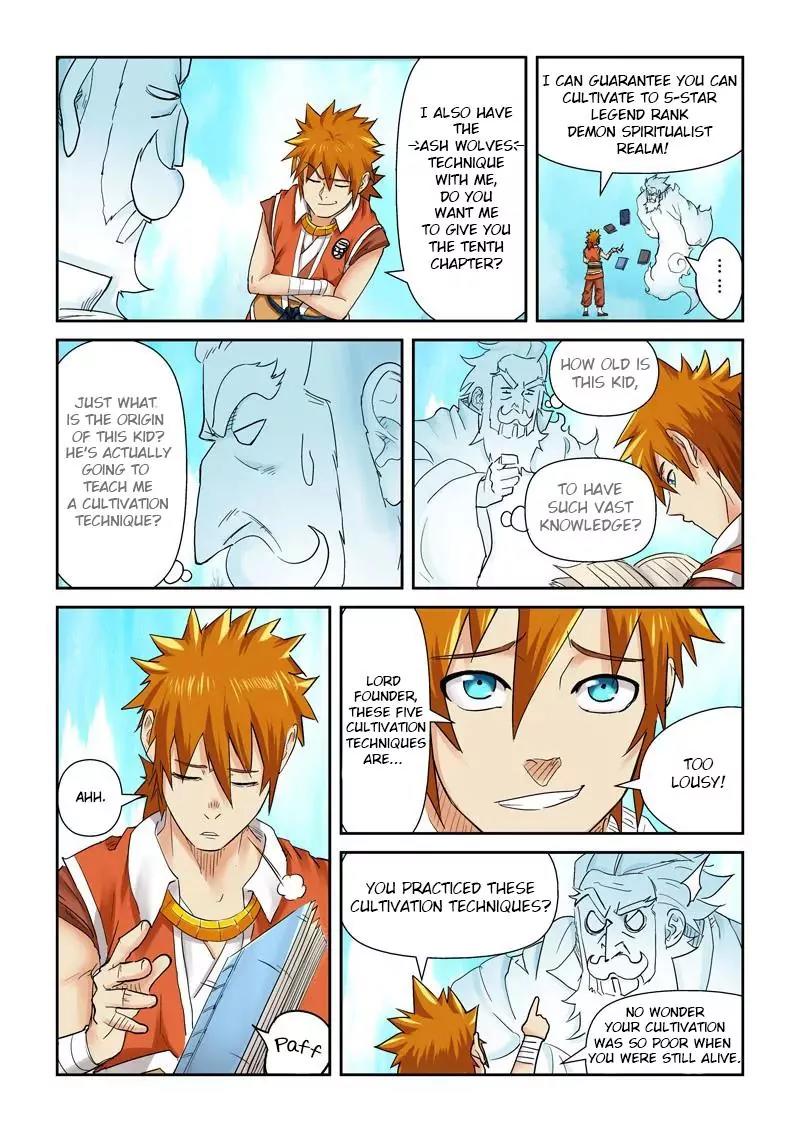 I ALSO HAVE
THE
-ASH WOLVES-
TECHNIQUE
WITH ME,
DO YOU
WANT ME
TO GIVE YOU
THE TENTH
CHAPTER?
I CAN GUARANTEE YOU CAN
CULTIVATE TO 5-STAR
LEGEND RANK
DEMON SPIRITUALIST
REALM!
......
JUST WHAT
IS THE ORIGIN
OF THIS KID?
HE'S ACTUALLY
GOING TO
TEACH ME
A CULTIVATION
TECHNIQUE?
HOW OLD IS
THIS KID,
TO HAVE
SUCH VAST
KNOWLEDGE?
AHH.
Paff
LORD
FOUNDER,
THESE FIVE
CULTIVATION
TECHNIQUES
ARE...
TOO
LOUSY!
YOU PRACTICED THESE
CULTIVATION TECHNIQUES?
NO WONDER
YOUR CULTIVATION
WAS SO POOR WHEN
YOU WERE STILL ALIVE.